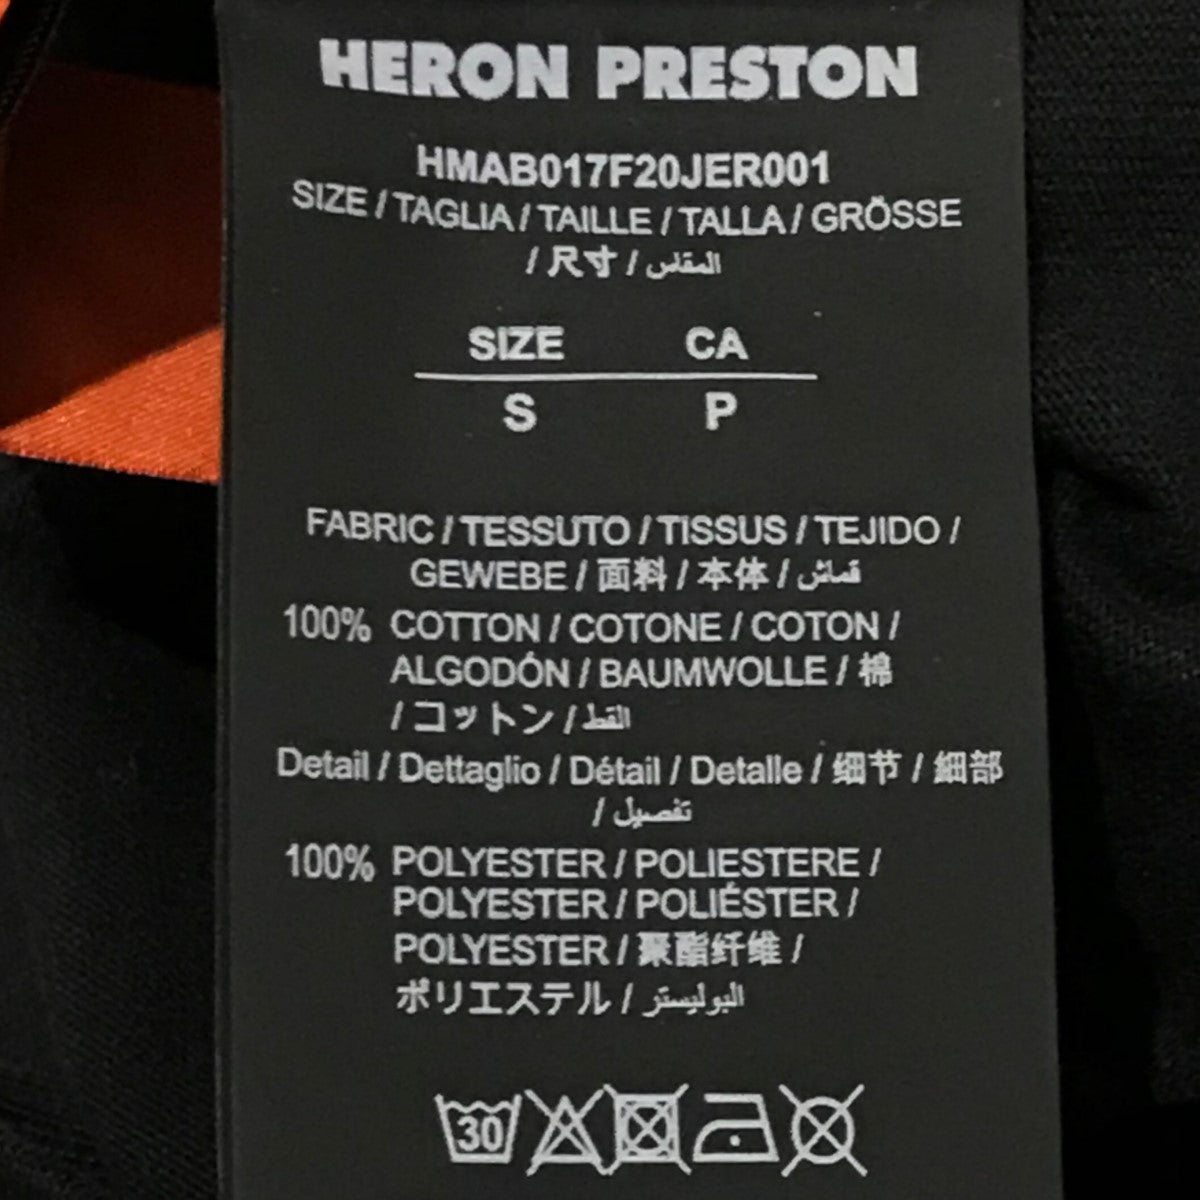 HERON PRESTON
HMAB017F20JER001
SIZE / TAGLIA / TAILLE / TALLA / GRÖSSE
/ 尺寸 / المقاس
SIZE CA
S P
FABRIC / TESSUTO / TISSUS / TEJIDO /
GEWEBE / 面料 / 本体 / قماش
100% COTTON / COTONE / COTON /
ALGODÓN / BAUMWOLLE / 棉
/ コットン / القط
Detail / Dettaglio / Détail / Detalle / 细节 / 細部
/ تفصيل
100% POLYESTER / POLIESTERE /
POLYESTER / POLIÉSTER /
POLYESTER / 聚酯纤维 /
ポリエステル / البوليستر
30